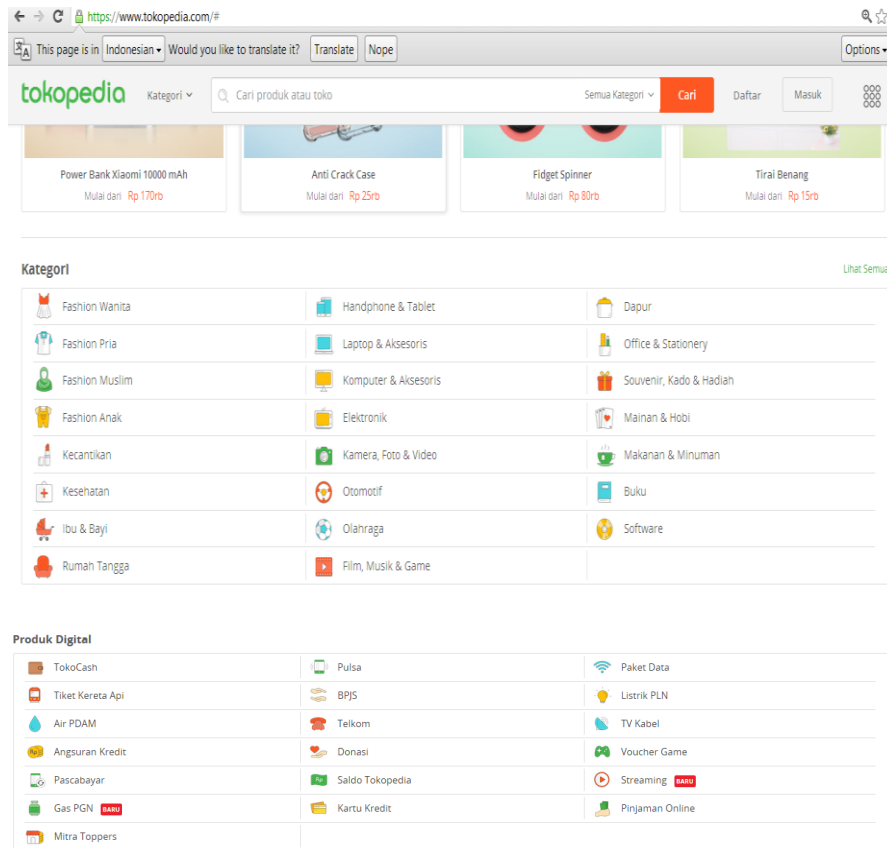 https://www.tokopedia.com/#
This page is in Indonesian Would you like to translate it? Translate Nope Options
tokopedia Kategori Cari produk atau toko Semua Kategori Cari Daftar Masuk
Power Bank Xiaomi 10000 mAh Anti Crack Case Fidget Spinner Tirai Benang
Mulai dari Rp 170rb Mulai dari Rp 25rb Mulai dari Rp 80rb Mulai dari Rp 15rb
Kategori Lihat Semua
Fashion Wanita Handphone & Tablet Dapur
Fashion Pria Laptop & Aksesoris Office & Stationery
Fashion Muslim Komputer & Aksesoris Souvenir, Kado & Hadiah
Fashion Anak Elektronik Mainan & Hobi
Kecantikan Kamera, Foto & Video Makanan & Minuman
Kesehatan Otomotif Buku
Ibu & Bayi Olahraga Software
Rumah Tangga Film, Musik & Game
Produk Digital
TokoCash Pulsa Paket Data
Tiket Kereta Api BPJS Listrik PLN
Air PDAM Telkom TV Kabel
Rp Angsuran Kredit Donasi Voucher Game
Pascabayar Rp Saldo Tokopedia Streaming BARU
Gas PGN BARU Kartu Kredit Pinjaman Online
Mitra Toppers